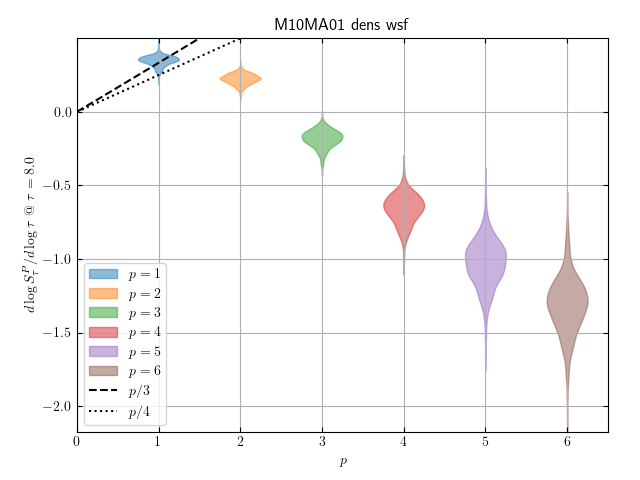 M10MA01 dens wsf
d log S_τ^P / d log τ @ τ = 8.0
0.0
−0.5
−1.0
−1.5
−2.0
p = 1
p = 2
p = 3
p = 4
p = 5
p = 6
p/3
p/4
0 1 2 3 4 5 6
p